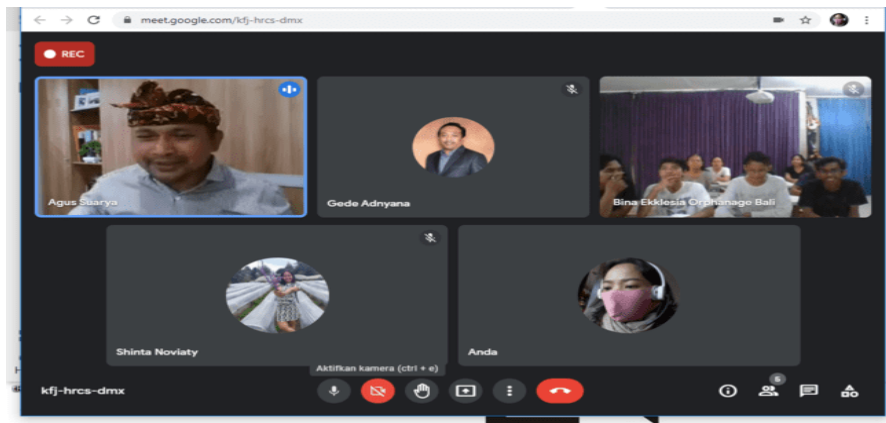 meet.google.com/kfj-hrcs-dmx
REC
Agus Suarya
Gede Adnyana
Bina Ekklesia Orphanage Bali
Shinta Noviaty
Anda
Aktifkan kamera (ctrl + e)
kfj-hrcs-dmx